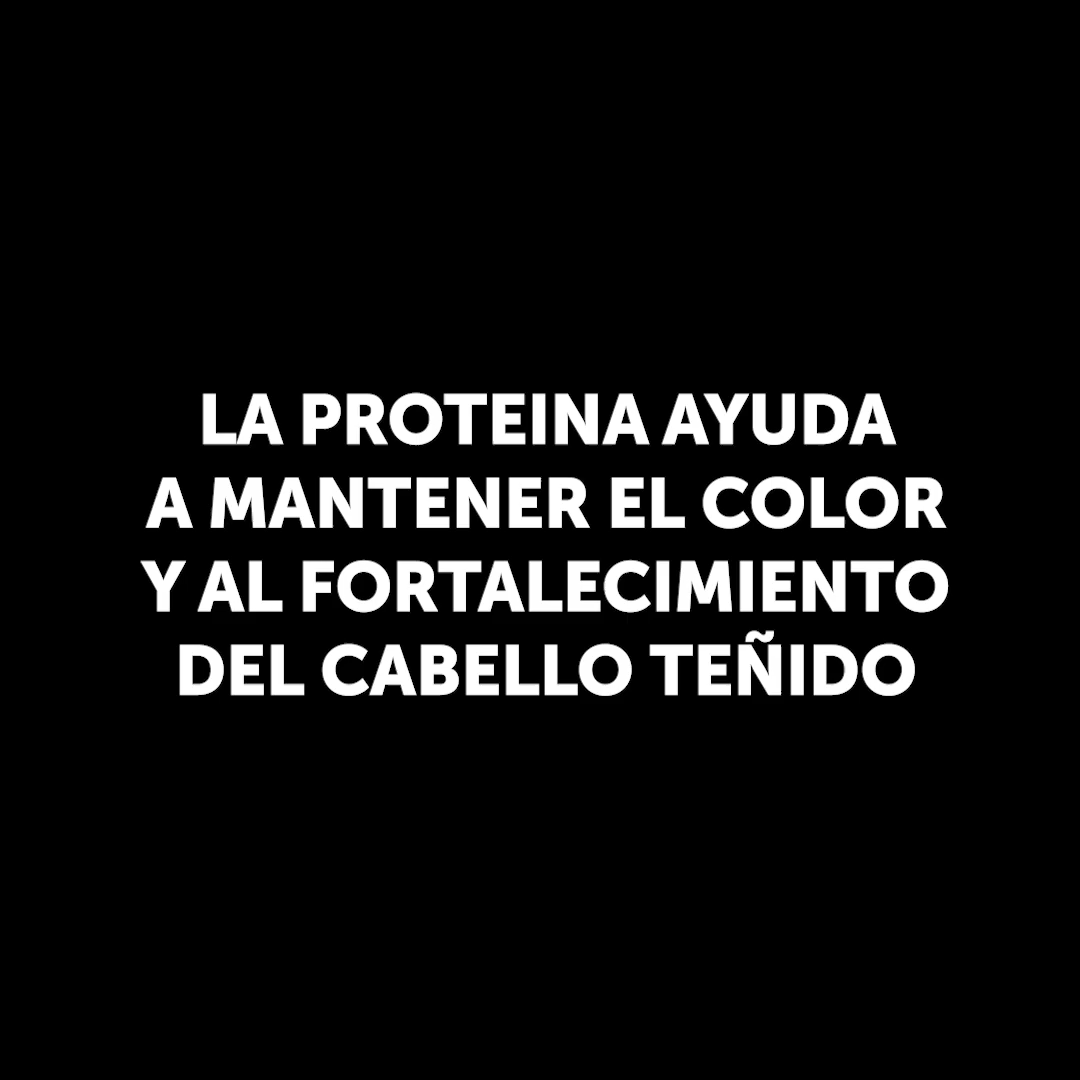 LA PROTEINA AYUDA
A MANTENER EL COLOR
Y AL FORTALECIMIENTO
DEL CABELLO TEÑIDO